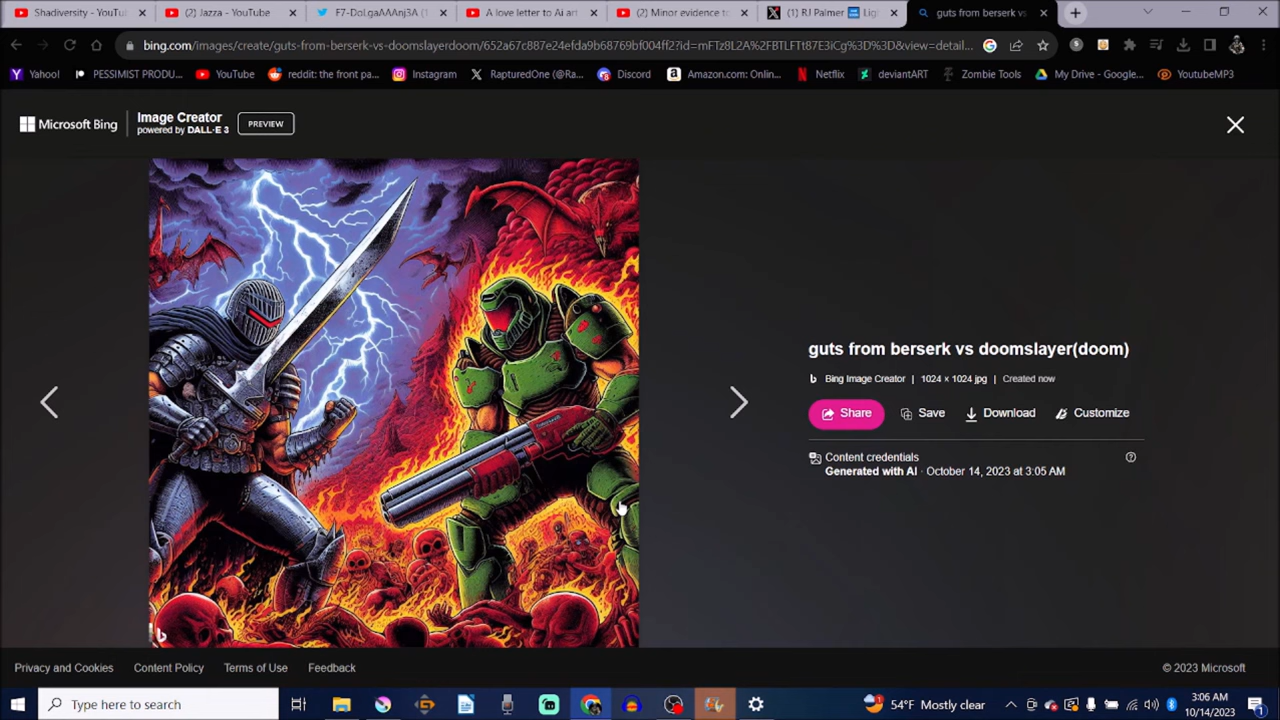 Shadiversity - YouTu
(2) Jazza - YouTube
F7-DoLgaAAAnj3A (1
A love letter to Ai art
(2) Minor evidence to
(1) RJ Palmer
Lig
guts from berserk vs
bing.com/images/create/guts-from-berserk-vs-doomslayerdoom/652a67c887e24efda9b68769bf004ff2?id=mFTz8L2A%2FBTLFTt87E3iCg%3D%3D&view=detail...
Yahoo!
PESSIMIST PRODU...
YouTube
reddit: the front pa...
Instagram
RapturedOne (@Ra...
Discord
Amazon.com: Onlin...
Netflix
deviantART
Zombie Tools
My Drive - Google...
YoutubeMP3
Microsoft Bing
Image Creator
powered by DALL·E 3
PREVIEW
guts from berserk vs doomslayer(doom)
Bing Image Creator | 1024 × 1024 jpg | Created now
Share
Save
Download
Customize
Content credentials
Generated with AI · October 14, 2023 at 3:05 AM
Privacy and Cookies
Content Policy
Terms of Use
Feedback
© 2023 Microsoft
Type here to search
54°F Mostly clear
3:06 AM
10/14/2023